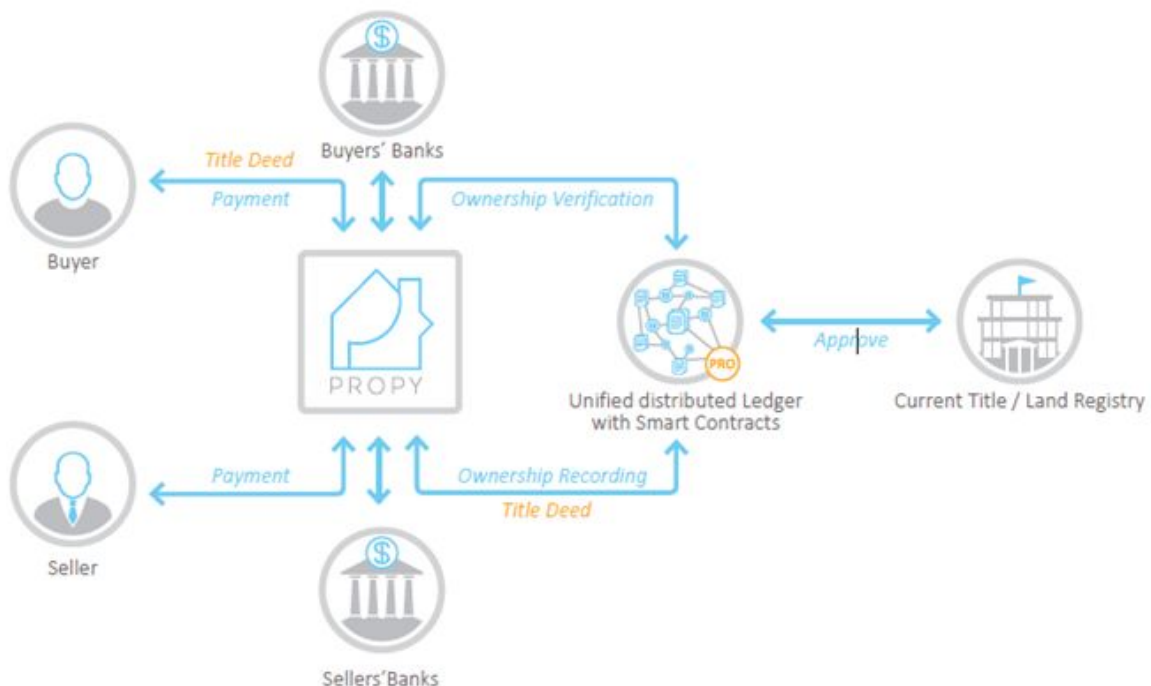 $
Buyers' Banks
Title Deed
Payment
Ownership Verification
Buyer
PROPY
PRO
Approve
Unified distributed Ledger
with Smart Contracts
Current Title / Land Registry
Payment
Ownership Recording
Title Deed
Seller
$
Sellers'Banks